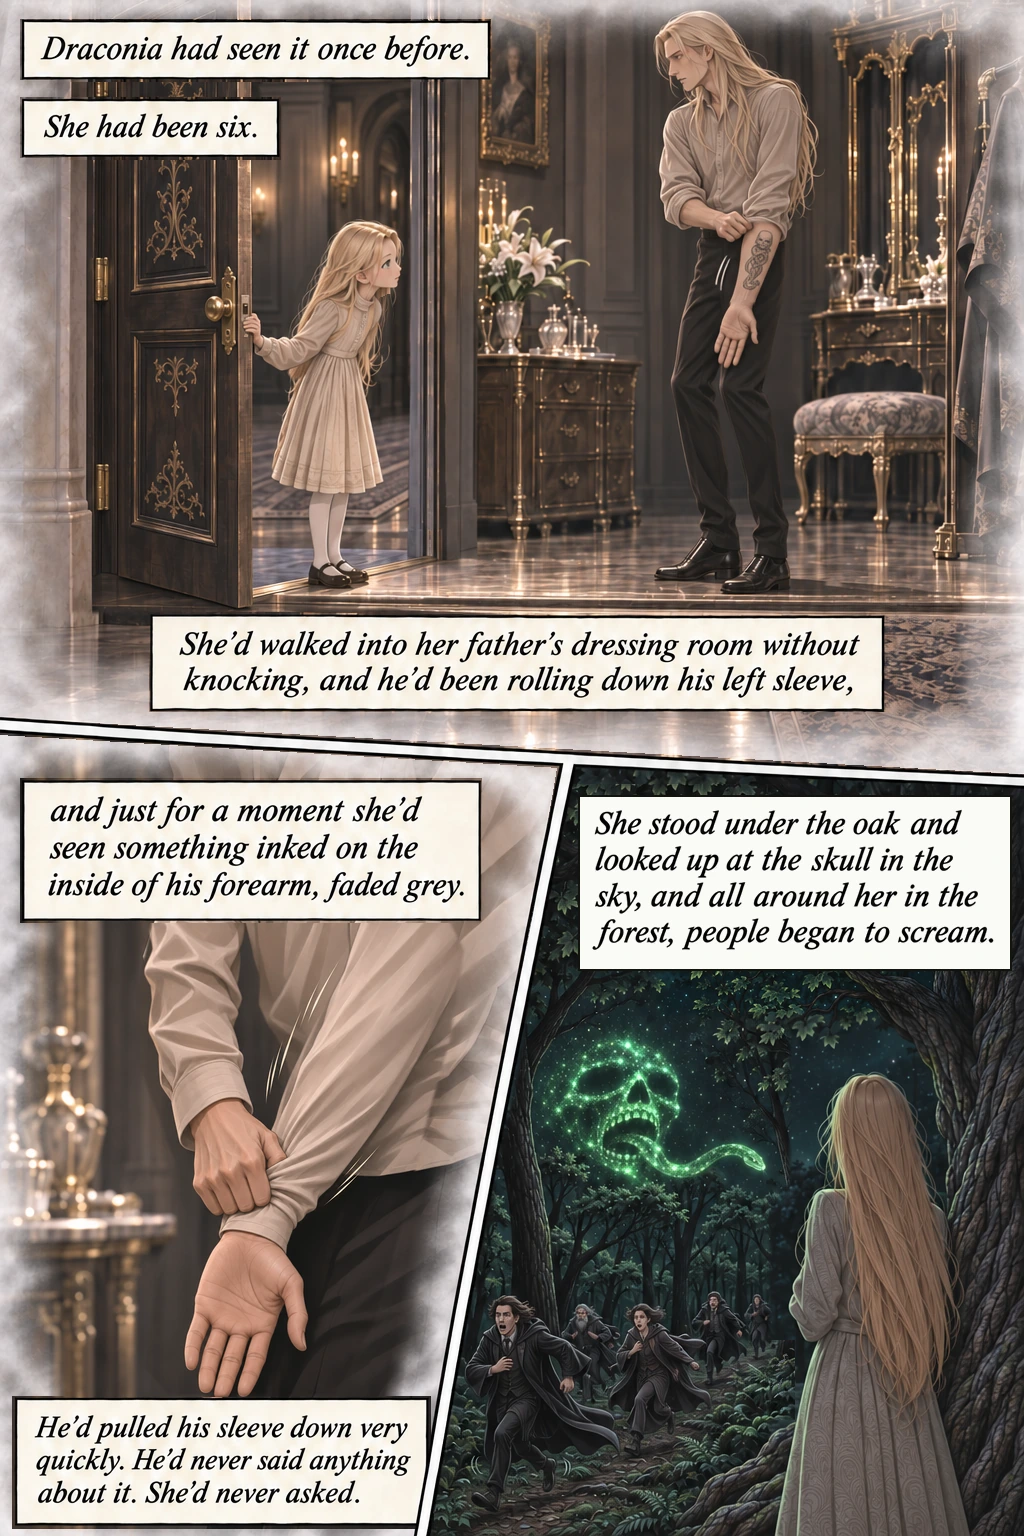 Draconia had seen it once before.
She had been six.
She'd walked into her father's dressing room without
knocking, and he'd been rolling down his left sleeve,
and just for a moment she'd
seen something inked on the
inside of his forearm, faded grey.
He'd pulled his sleeve down very
quickly. He'd never said anything
about it. She'd never asked.
She stood under the oak and
looked up at the skull in the
sky, and all around her in the
forest, people began to scream.